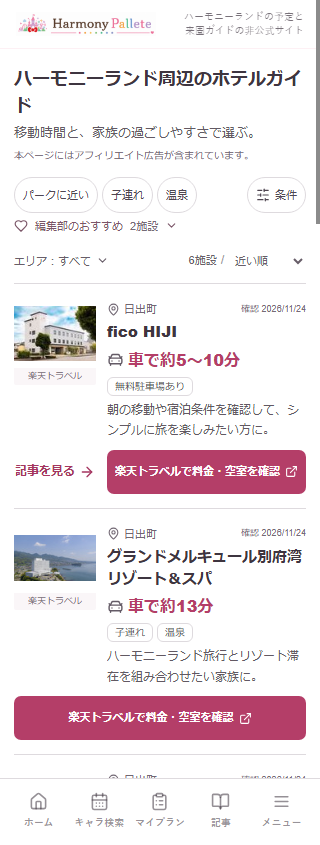 Harmony Pallete
ハーモニーランドの予定と
来園ガイドの非公式サイト
ハーモニーランド周辺のホテルガイ
ド
移動時間と、家族の過ごしやすさで選ぶ。
本ページにはアフィリエイト広告が含まれています。
パークに近い
子連れ
温泉
条件
編集部のおすすめ 2施設
エリア：すべて
6施設 / 近い順
日出町
確認 2026/11/24
fico HIJI
車で約5〜10分
無料駐車場あり
朝の移動や宿泊条件を確認して、シ
ンプルに旅を楽しみたい方に。
楽天トラベル
記事を見る
楽天トラベルで料金・空室を確認
日出町
確認 2026/11/24
グランドメルキュール別府湾
リゾート＆スパ
車で約13分
子連れ
温泉
ハーモニーランド旅行とリゾート滞
在を組み合わせたい家族に。
楽天トラベル
楽天トラベルで料金・空室を確認
ホーム
キャラ検索
マイプラン
記事
メニュー